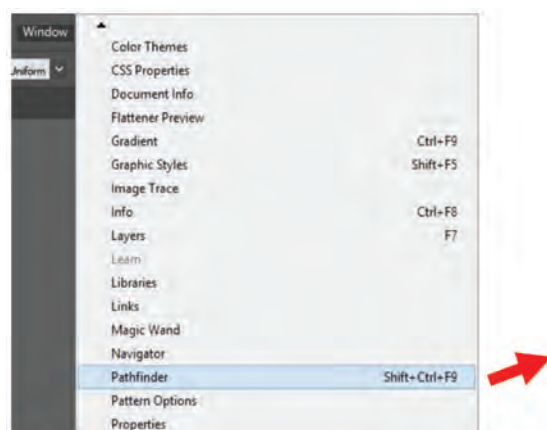 Window
Uniform
Color Themes
CSS Properties
Document Info
Flattener Preview
Gradient Ctrl+F9
Graphic Styles Shift+F5
Image Trace
Info Ctrl+F8
Layers F7
Learn
Libraries
Links
Magic Wand
Navigator
Pathfinder Shift+Ctrl+F9
Pattern Options
Properties